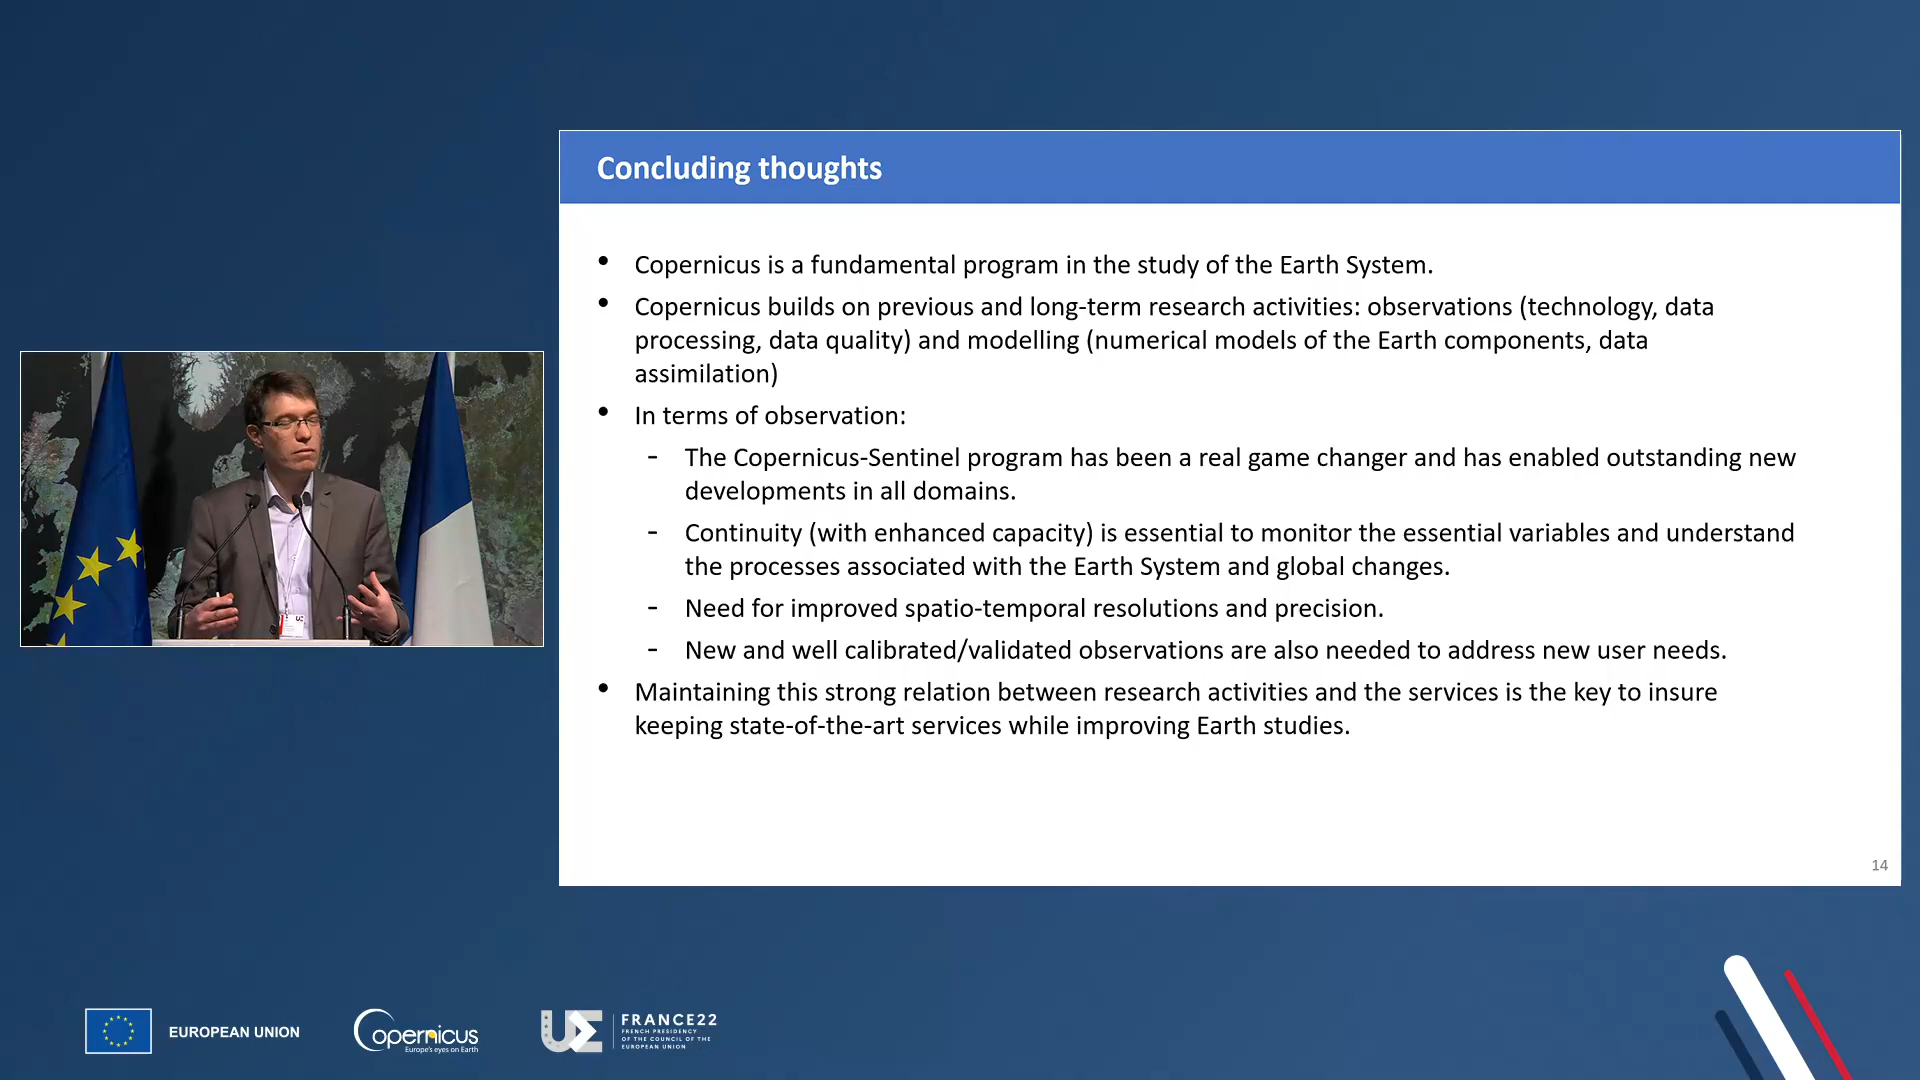 Concluding thoughts
• Copernicus is a fundamental program in the study of the Earth System.
• Copernicus builds on previous and long-term research activities: observations (technology, data
processing, data quality) and modelling (numerical models of the Earth components, data
assimilation)
• In terms of observation:
- The Copernicus-Sentinel program has been a real game changer and has enabled outstanding new
developments in all domains.
- Continuity (with enhanced capacity) is essential to monitor the essential variables and understand
the processes associated with the Earth System and global changes.
- Need for improved spatio-temporal resolutions and precision.
- New and well calibrated/validated observations are also needed to address new user needs.
• Maintaining this strong relation between research activities and the services is the key to insure
keeping state-of-the-art services while improving Earth studies.
14
EUROPEAN UNION
Copernicus
Europe's eyes on Earth
UE
FRANCE22
FRENCH PRESIDENCY
OF THE COUNCIL OF THE
EUROPEAN UNION